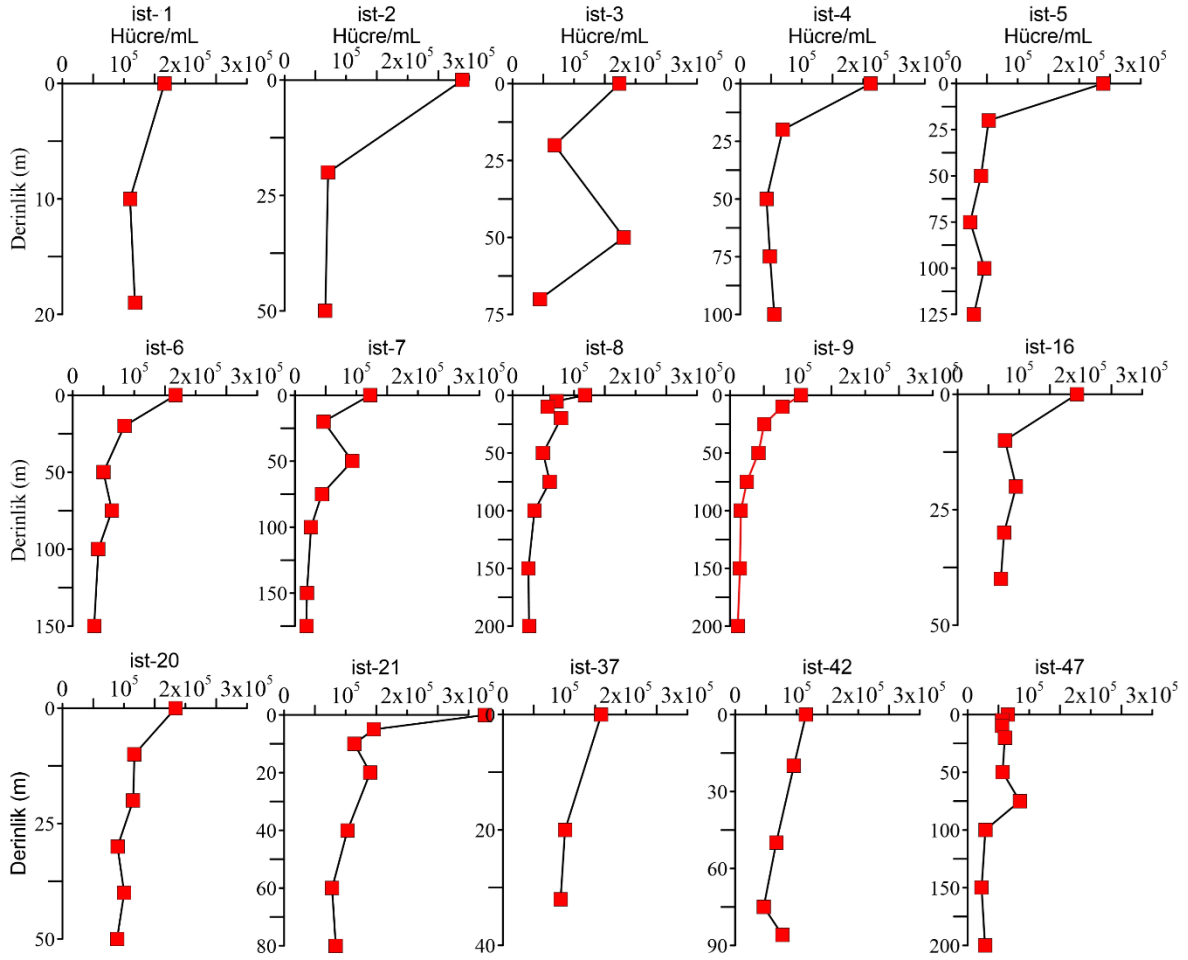 ist- 1
Hücre/mL
0 10⁵ 2x10⁵ 3x10⁵
0
10
20
Derinlik (m)
ist-2
Hücre/mL
0 10⁵ 2x10⁵ 3x10⁵
0
25
50
ist-3
Hücre/mL
0 10⁵ 2x10⁵ 3x10⁵
0
25
50
75
ist-4
Hücre/mL
0 10⁵ 2x10⁵ 3x10⁵
0
25
50
75
100
ist-5
Hücre/mL
0 10⁵ 2x10⁵ 3x10⁵
0
25
50
75
100
125
ist-6
0 10⁵ 2x10⁵ 3x10⁵
0
50
100
150
Derinlik (m)
ist-7
0 10⁵ 2x10⁵ 3x10⁵
0
50
100
150
ist-8
0 10⁵ 2x10⁵ 3x10⁵
0
50
100
150
200
ist-9
0 10⁵ 2x10⁵ 3x10⁵
0
50
100
150
200
ist-16
0 10⁵ 2x10⁵ 3x10⁵
0
25
50
ist-20
0 10⁵ 2x10⁵ 3x10⁵
0
25
50
Derinlik (m)
ist-21
0 10⁵ 2x10⁵ 3x10⁵
0
20
40
60
80
ist-37
0 10⁵ 2x10⁵ 3x10⁵
0
20
40
ist-42
0 10⁵ 2x10⁵ 3x10⁵
0
30
60
90
ist-47
0 10⁵ 2x10⁵ 3x10⁵
0
50
100
150
200